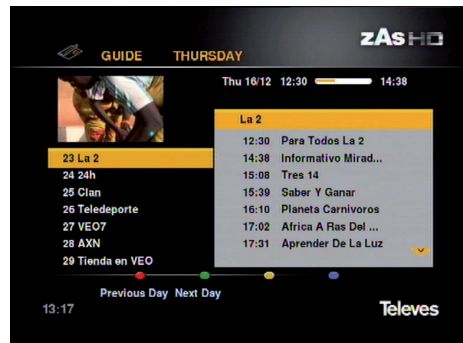 zAs HD
GUIDE THURSDAY
Thu 16/12 12:30 14:38
La 2
12:30 Para Todos La 2
14:38 Informativo Mirad...
15:08 Tres 14
15:39 Saber Y Ganar
16:10 Planeta Carnivoros
17:02 Africa A Ras Del ...
17:31 Aprender De La Luz
23 La 2
24 24h
25 Clan
26 Teledeporte
27 VEO7
28 AXN
29 Tienda en VEO
Previous Day Next Day
13:17
Televes